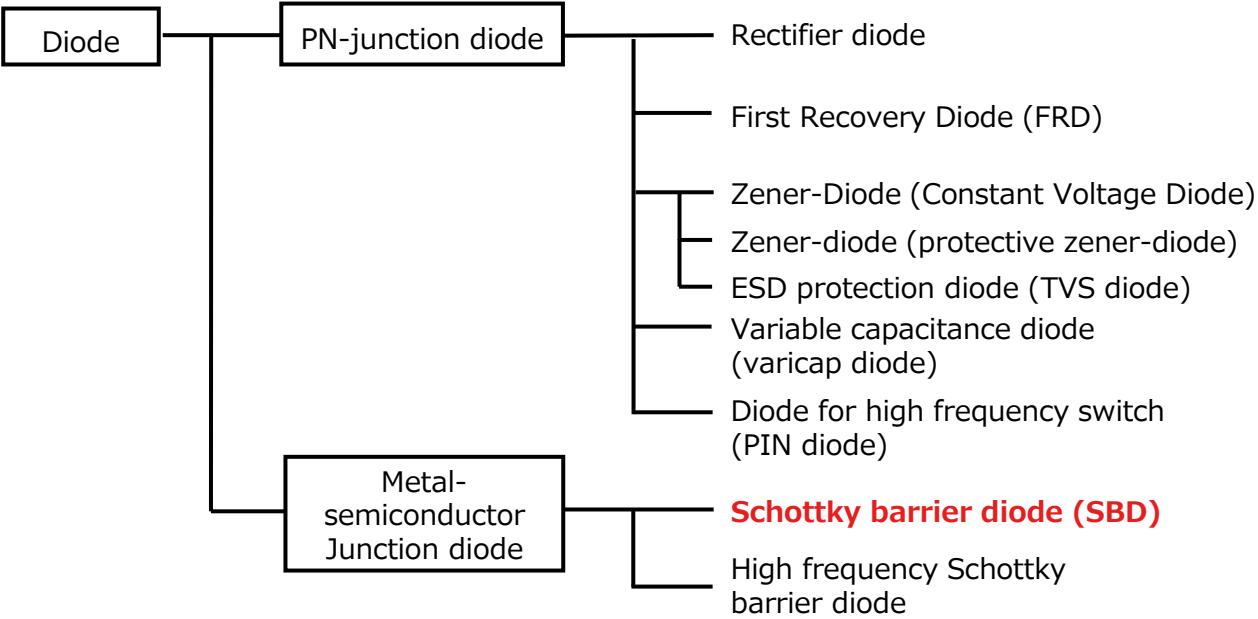 Diode
PN-junction diode
Rectifier diode
First Recovery Diode (FRD)
Zener-Diode (Constant Voltage Diode)
Zener-diode (protective zener-diode)
ESD protection diode (TVS diode)
Variable capacitance diode
(varicap diode)
Diode for high frequency switch
(PIN diode)
Metal-
semiconductor
Junction diode
Schottky barrier diode (SBD)
High frequency Schottky
barrier diode